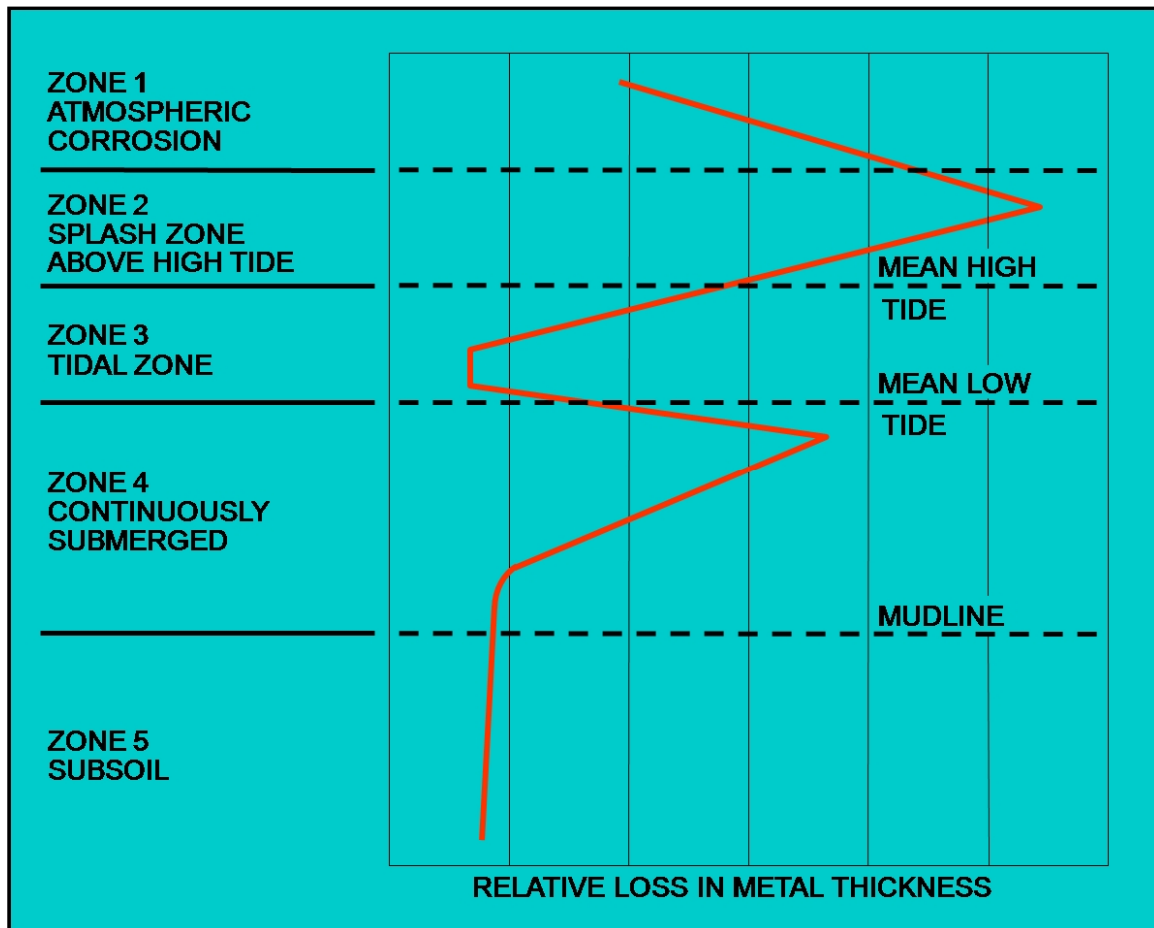 ZONE 1
ATMOSPHERIC
CORROSION
ZONE 2
SPLASH ZONE
ABOVE HIGH TIDE
MEAN HIGH
TIDE
ZONE 3
TIDAL ZONE
MEAN LOW
TIDE
ZONE 4
CONTINUOUSLY
SUBMERGED
MUDLINE
ZONE 5
SUBSOIL
RELATIVE LOSS IN METAL THICKNESS